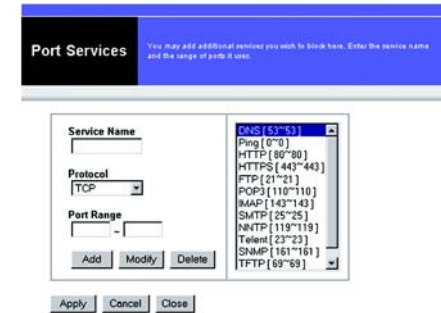 Port Services
You may add additional services you wish to block here. Enter the service name
and the range of ports it uses.
Service Name
Protocol
TCP
Port Range
~
Add Modify Delete
DNS [ 53~53 ]
Ping [ 0~0 ]
HTTP [ 80~80 ]
HTTPS [ 443~443 ]
FTP [ 21~21 ]
POP3 [ 110~110 ]
IMAP [ 143~143 ]
SMTP [ 25~25 ]
NNTP [ 119~119 ]
Telent [ 23~23 ]
SNMP [ 161~161 ]
TFTP [ 69~69 ]
Apply Cancel Close